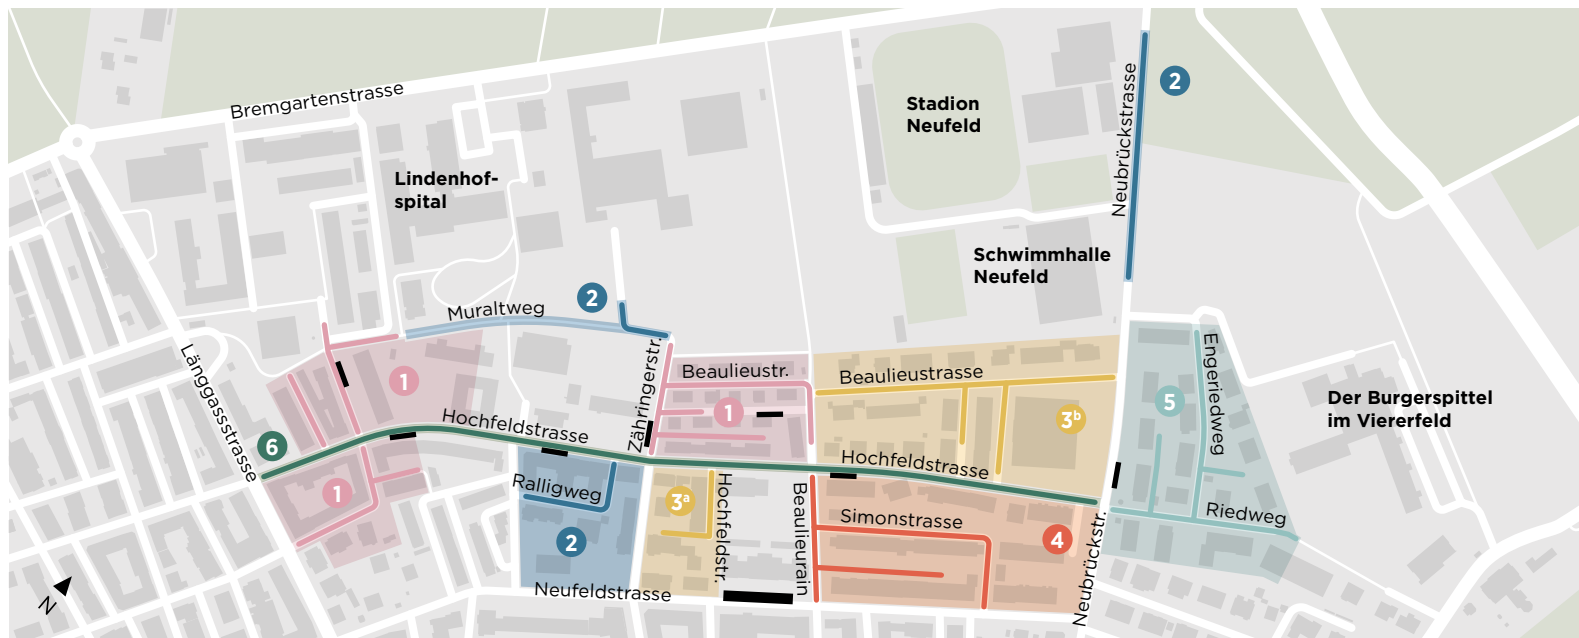 2
Neubrückstrasse
Bremgartenstrasse
Stadion
Neufeld
Lindenhof-
spital
Schwimmhalle
Neufeld
2
Muraltweg
Länggassstrasse
1
Zähringerstr.
Beaulieustr.
1
Beaulieustrasse
3b
Engeriedweg
5
Der Burgerspittel
im Viererfeld
6
Hochfeldstrasse
Hochfeldstrasse
1
Ralligweg
2
3a
Hochfeldstr.
Beaulieurain
Simonstrasse
4
Riedweg
Neubrückstr.
Neufeldstrasse
N